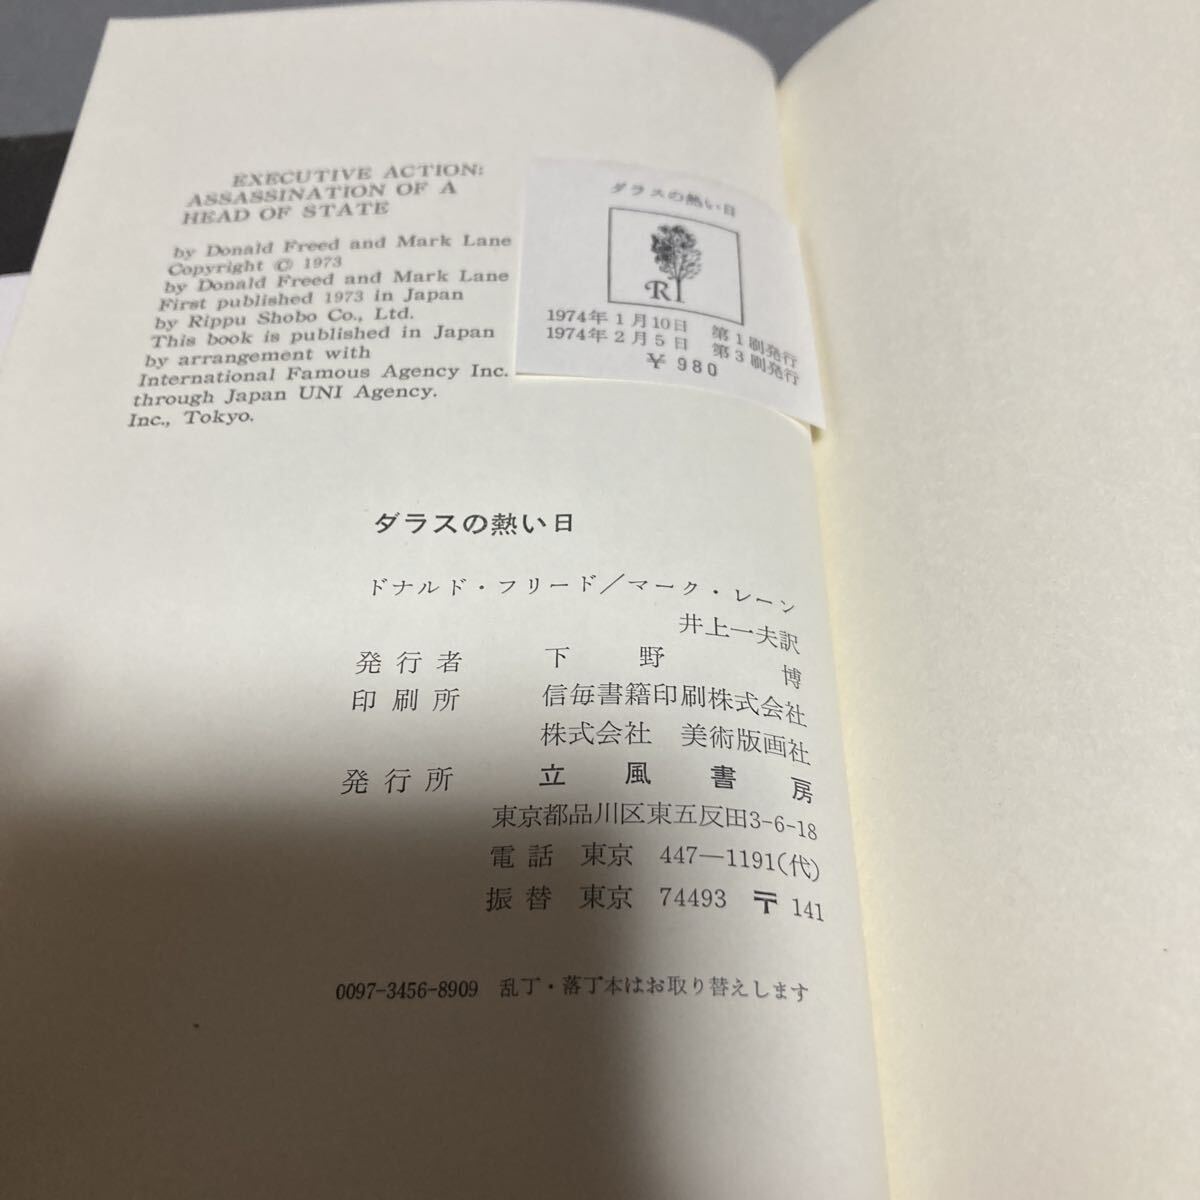 EXECUTIVE ACTION:
ASSASSINATION OF A
HEAD OF STATE
by Donald Freed and Mark Lane
Copyright © 1973
by Donald Freed and Mark Lane
First published 1973 in Japan
by Rippu Shobo Co., Ltd.
This book is published in Japan
by arrangement with
International Famous Agency Inc.
through Japan UNI Agency.
Inc., Tokyo.
ダラスの熱い日
R
1974年1月10日 第1刷発行
1974年2月5日 第3刷発行
¥ 980
ダラスの熱い日
ドナルド・フリード/マーク・レーン
井上一夫訳
発行者 下野 博
印刷所 信毎書籍印刷株式会社
株式会社 美術版画社
発行所 立風書房
東京都品川区東五反田3-6-18
電話 東京 447—1191(代)
振替 東京 74493 〒 141
0097-3456-8909 乱丁・落丁本はお取り替えします